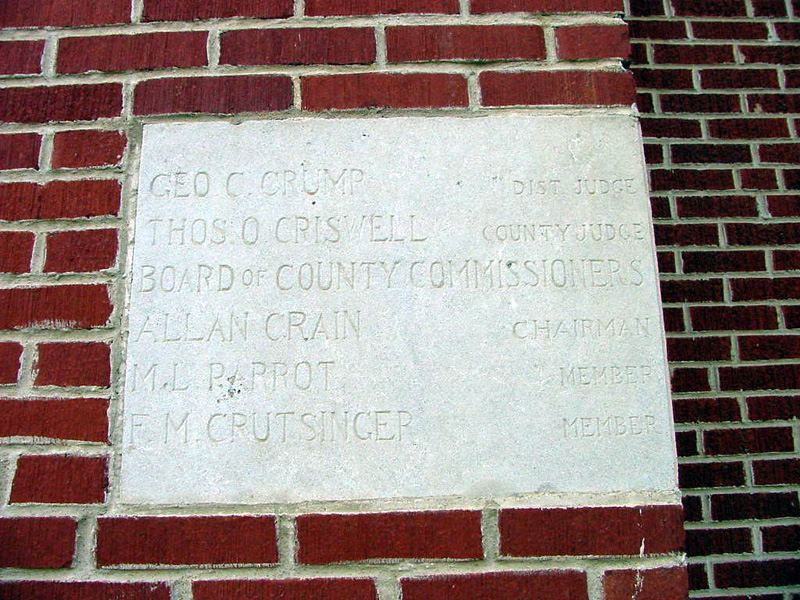 GEO C. CRUMP DIST. JUDGE
THOS. O CRISWELL COUNTY JUDGE
BOARD OF COUNTY COMMISSIONERS
ALLAN CRAIN CHAIRMAN
M. L. PARROT MEMBER
F. M. CRUTSINGER MEMBER